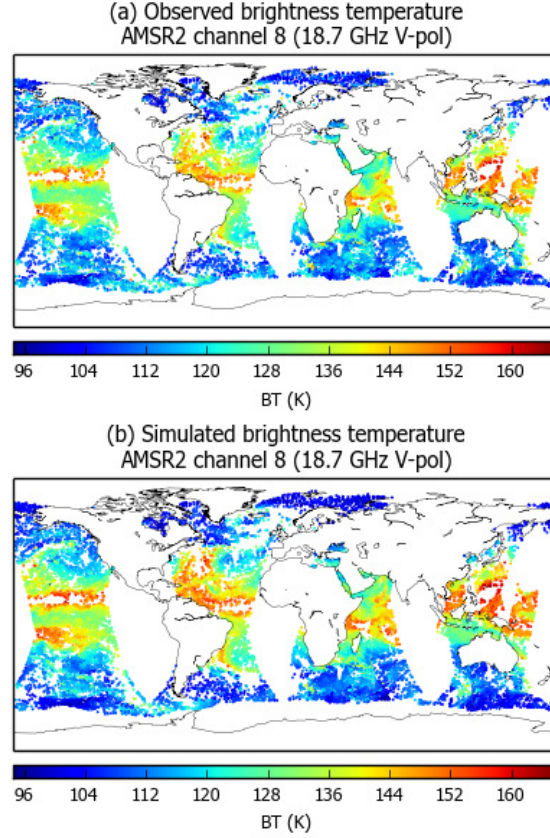 (a) Observed brightness temperature
AMSR2 channel 8 (18.7 GHz V-pol)
96 104 112 120 128 136 144 152 160
BT (K)
(b) Simulated brightness temperature
AMSR2 channel 8 (18.7 GHz V-pol)
96 104 112 120 128 136 144 152 160
BT (K)